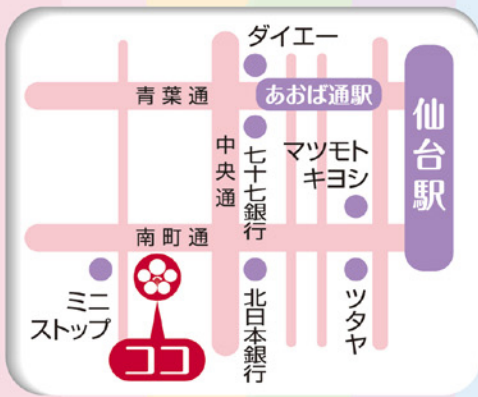 ダイエー
青葉通
あおば通駅
仙台駅
中央通
七十七銀行
マツモト
キヨシ
南町通
ミニ
ストップ
ココ
北日本銀行
ツタヤ